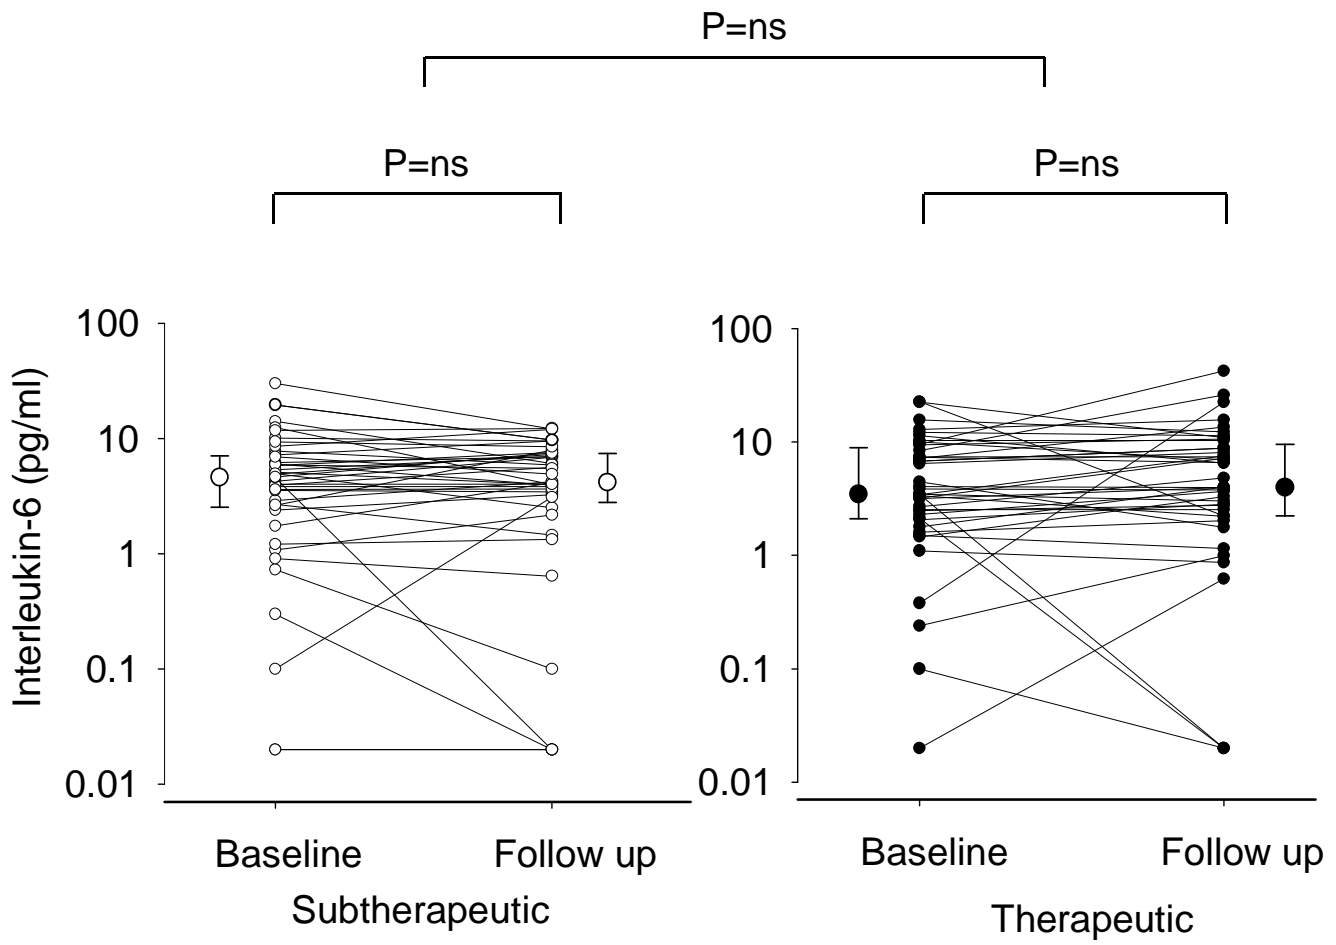 P=ns
P=ns
P=ns
Interleukin-6 (pg/ml)
100
10
1
0.1
0.01
100
10
1
0.1
0.01
Baseline
Follow up
Subtherapeutic
Baseline
Follow up
Therapeutic